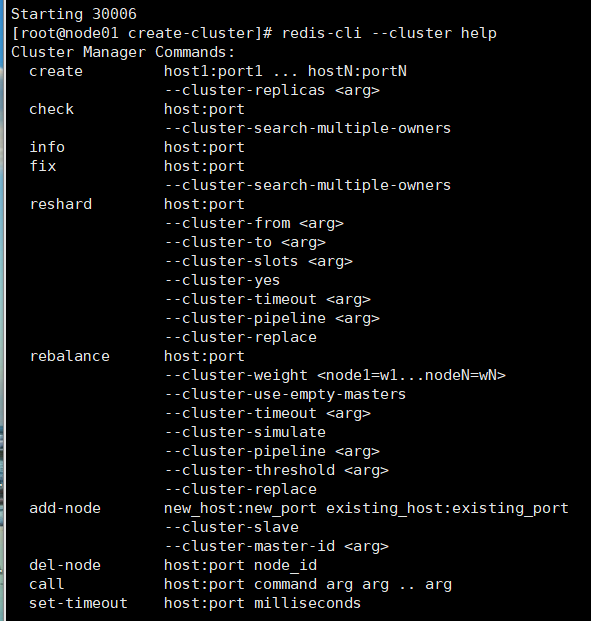 Starting 30006
[root@node01 create-cluster]# redis-cli --cluster help
Cluster Manager Commands:
  create         host1:port1 ... hostN:portN
                 --cluster-replicas <arg>
  check          host:port
                 --cluster-search-multiple-owners
  info           host:port
  fix            host:port
                 --cluster-search-multiple-owners
  reshard        host:port
                 --cluster-from <arg>
                 --cluster-to <arg>
                 --cluster-slots <arg>
                 --cluster-yes
                 --cluster-timeout <arg>
                 --cluster-pipeline <arg>
                 --cluster-replace
  rebalance      host:port
                 --cluster-weight <node1=w1...nodeN=wN>
                 --cluster-use-empty-masters
                 --cluster-timeout <arg>
                 --cluster-simulate
                 --cluster-pipeline <arg>
                 --cluster-threshold <arg>
                 --cluster-replace
  add-node       new_host:new_port existing_host:existing_port
                 --cluster-slave
                 --cluster-master-id <arg>
  del-node       host:port node_id
  call           host:port command arg arg .. arg
  set-timeout    host:port milliseconds